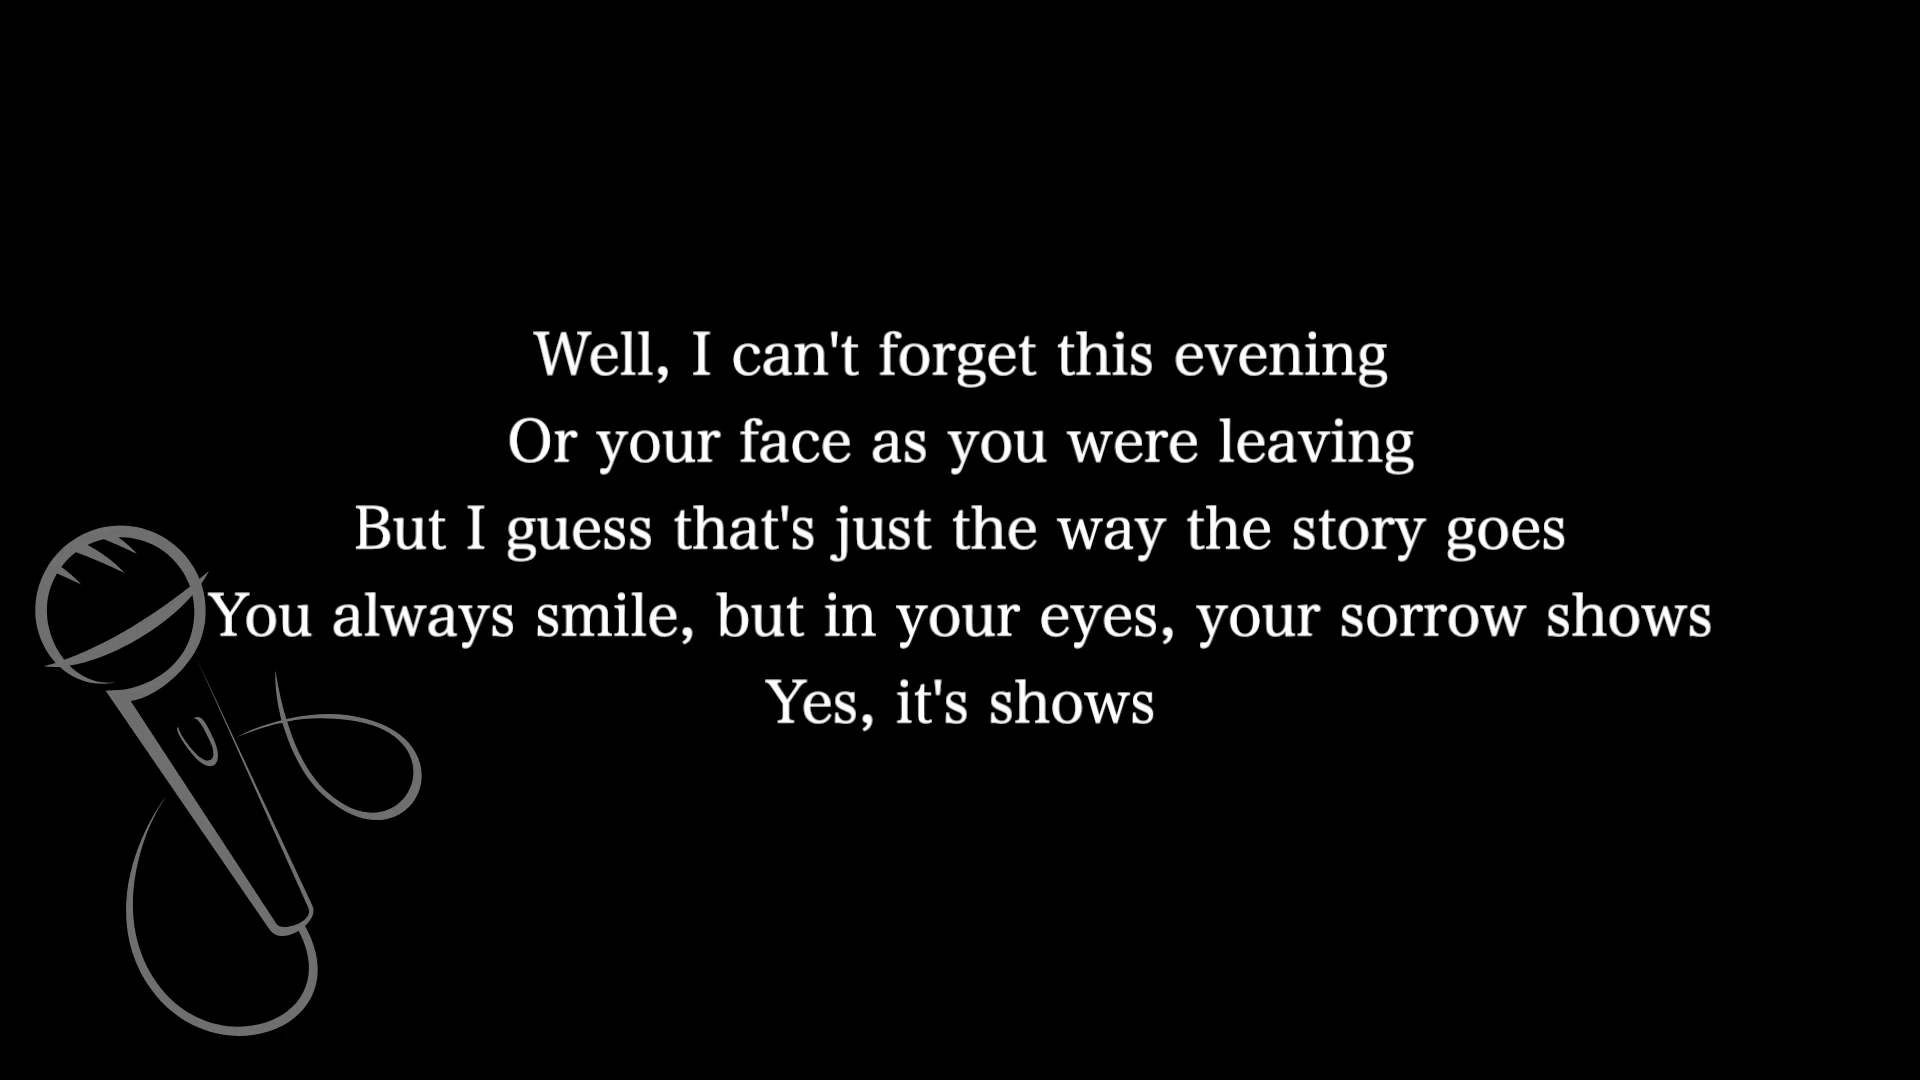 Well, I can't forget this evening
Or your face as you were leaving
But I guess that's just the way the story goes
You always smile, but in your eyes, your sorrow shows
Yes, it's shows